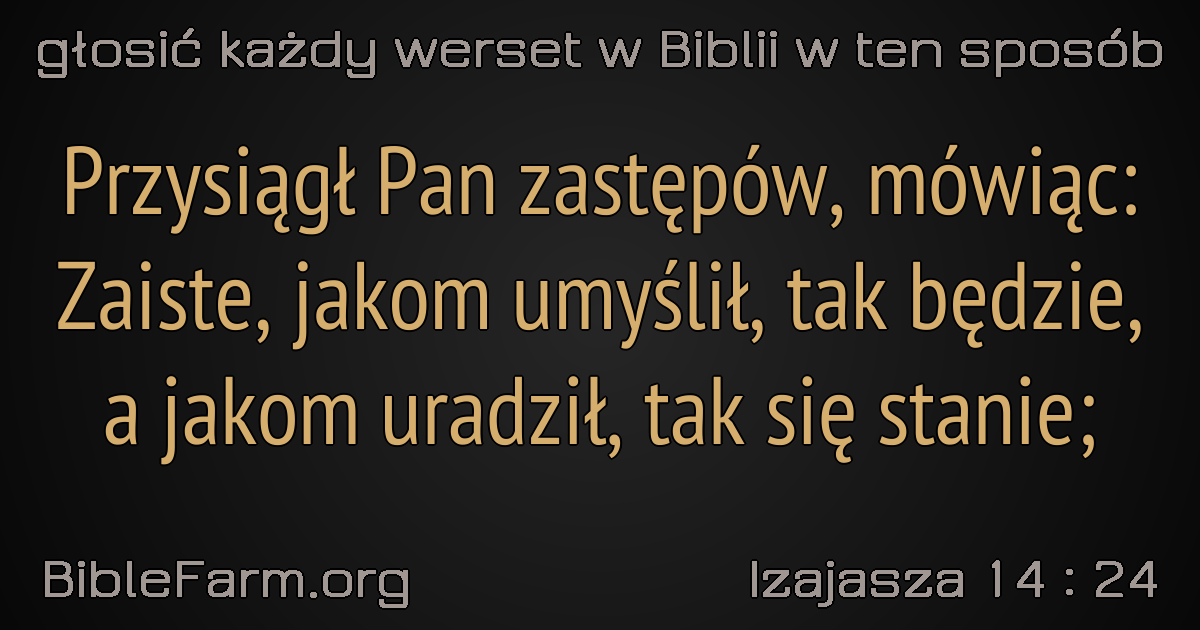 głosić każdy werset w Biblii w ten sposób
Przysiągł Pan zastępów, mówiąc:
Zaiste, jakom umyślił, tak będzie,
a jakom uradził, tak się stanie;
BibleFarm.org
Izajasza 14 : 24